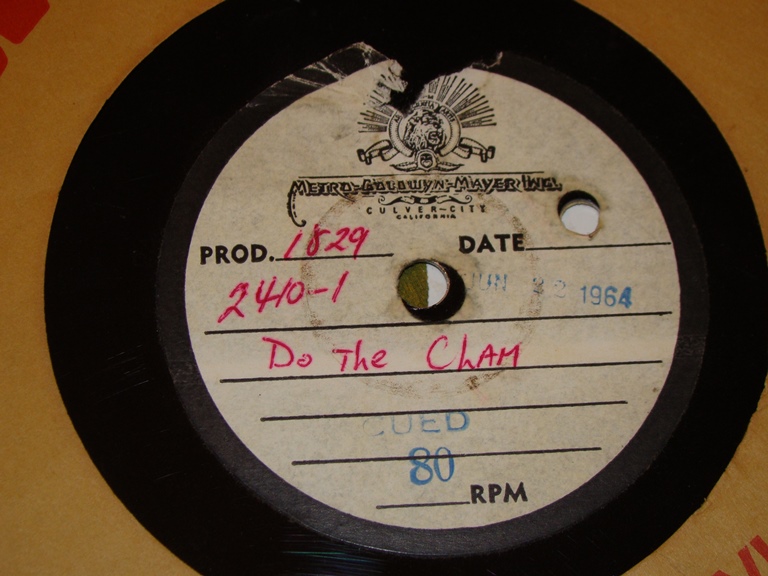 METRO-GOLDWYN-MAYER INC.
CULVER-CITY
CALIFORNIA
PROD. 1829 DATE
2410-1 JUN 22 1964
Do The CLAM
CUED
80
RPM